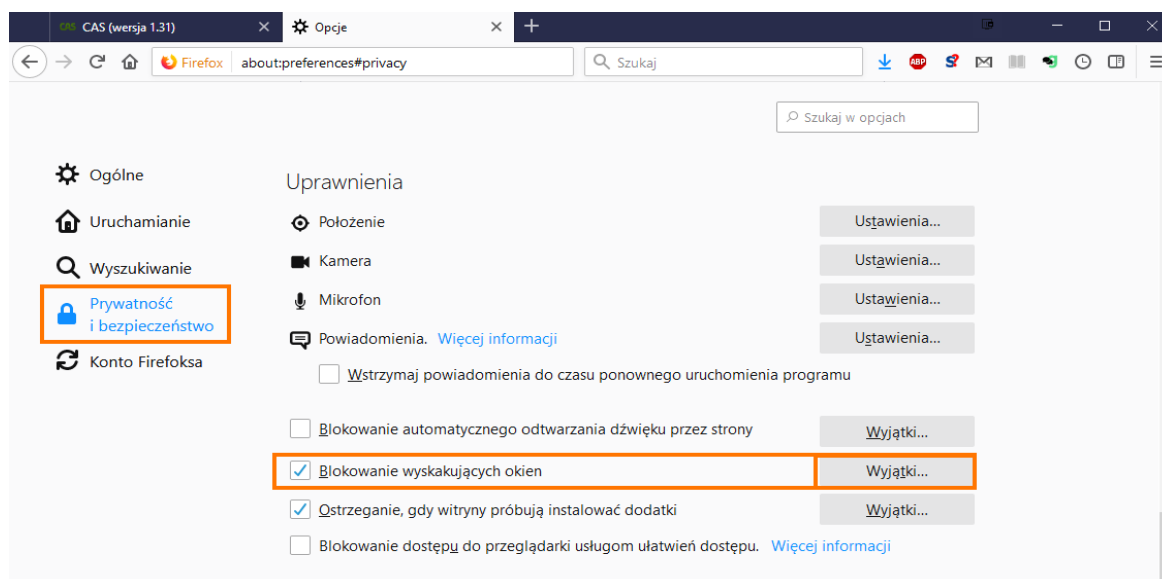 CAS CAS (wersja 1.31)
Opcje
Firefox about:preferences#privacy
Szukaj
ABP
S?
Szukaj w opcjach
Ogólne
Uruchamianie
Wyszukiwanie
Prywatność
i bezpieczeństwo
Konto Firefoksa
Uprawnienia
Położenie Ustawienia...
Kamera Ustawienia...
Mikrofon Ustawienia...
Powiadomienia. Więcej informacji Ustawienia...
Wstrzymaj powiadomienia do czasu ponownego uruchomienia programu
Blokowanie automatycznego odtwarzania dźwięku przez strony Wyjątki...
Blokowanie wyskakujących okien Wyjątki...
Ostrzeganie, gdy witryny próbują instalować dodatki Wyjątki...
Blokowanie dostępu do przeglądarki usługom ułatwień dostępu. Więcej informacji